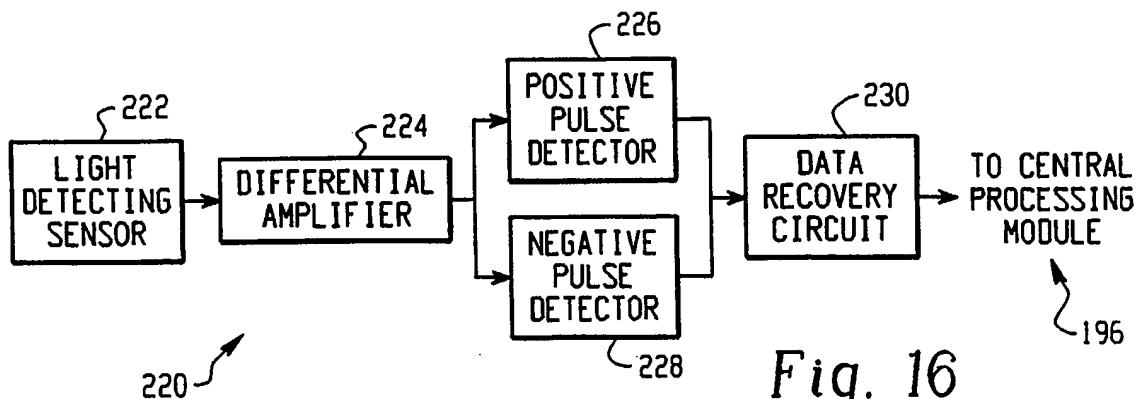 226
POSITIVE
PULSE
DETECTOR
222
LIGHT
DETECTING
SENSOR
224
DIFFERENTIAL
AMPLIFIER
230
DATA
RECOVERY
CIRCUIT
TO CENTRAL
PROCESSING
MODULE
NEGATIVE
PULSE
DETECTOR
228
196
220
Fig. 16